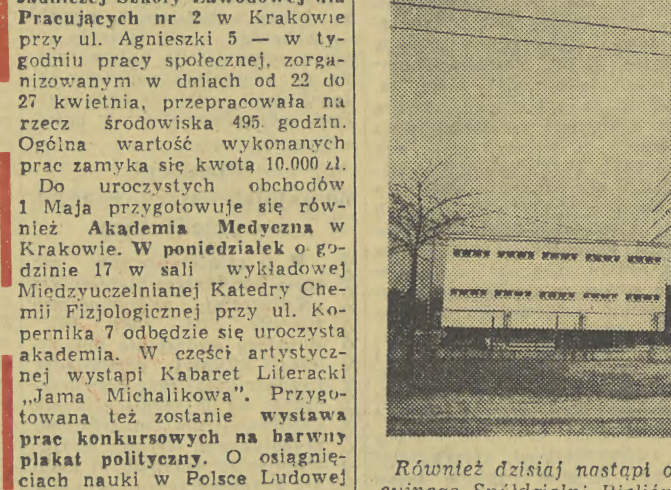 Pracujących nr 2 w Krakowie
przy ul. Agnieszki 5 — w ty-
godniu pracy społecznej, zorga-
nizowanym w dniach od 22 do
27 kwietnia, przepracowała na
rzecz środowiska 495 godzin.
Ogólna wartość wykonanych
prac zamyka się kwotą 10.000 zł.
Do uroczystych obchodów
1 Maja przygotowuje się rów-
nież Akademia Medyczna w
Krakowie. W poniedziałek o go-
dzinie 17 w sali wykładowej
Międzyuczelnianej Katedry Che-
mii Fizjologicznej przy ul. Ko-
pernika 7 odbędzie się uroczysta
akademia. W części artystycz-
nej wystąpi Kabaret Literacki
„Jama Michalikowa”. Przygo-
towana też zostanie wystawa
prac konkursowych na barwny
plakat polityczny. O osiągnię-
ciach nauki w Polsce Ludowej
Również dzisiaj nastąpi